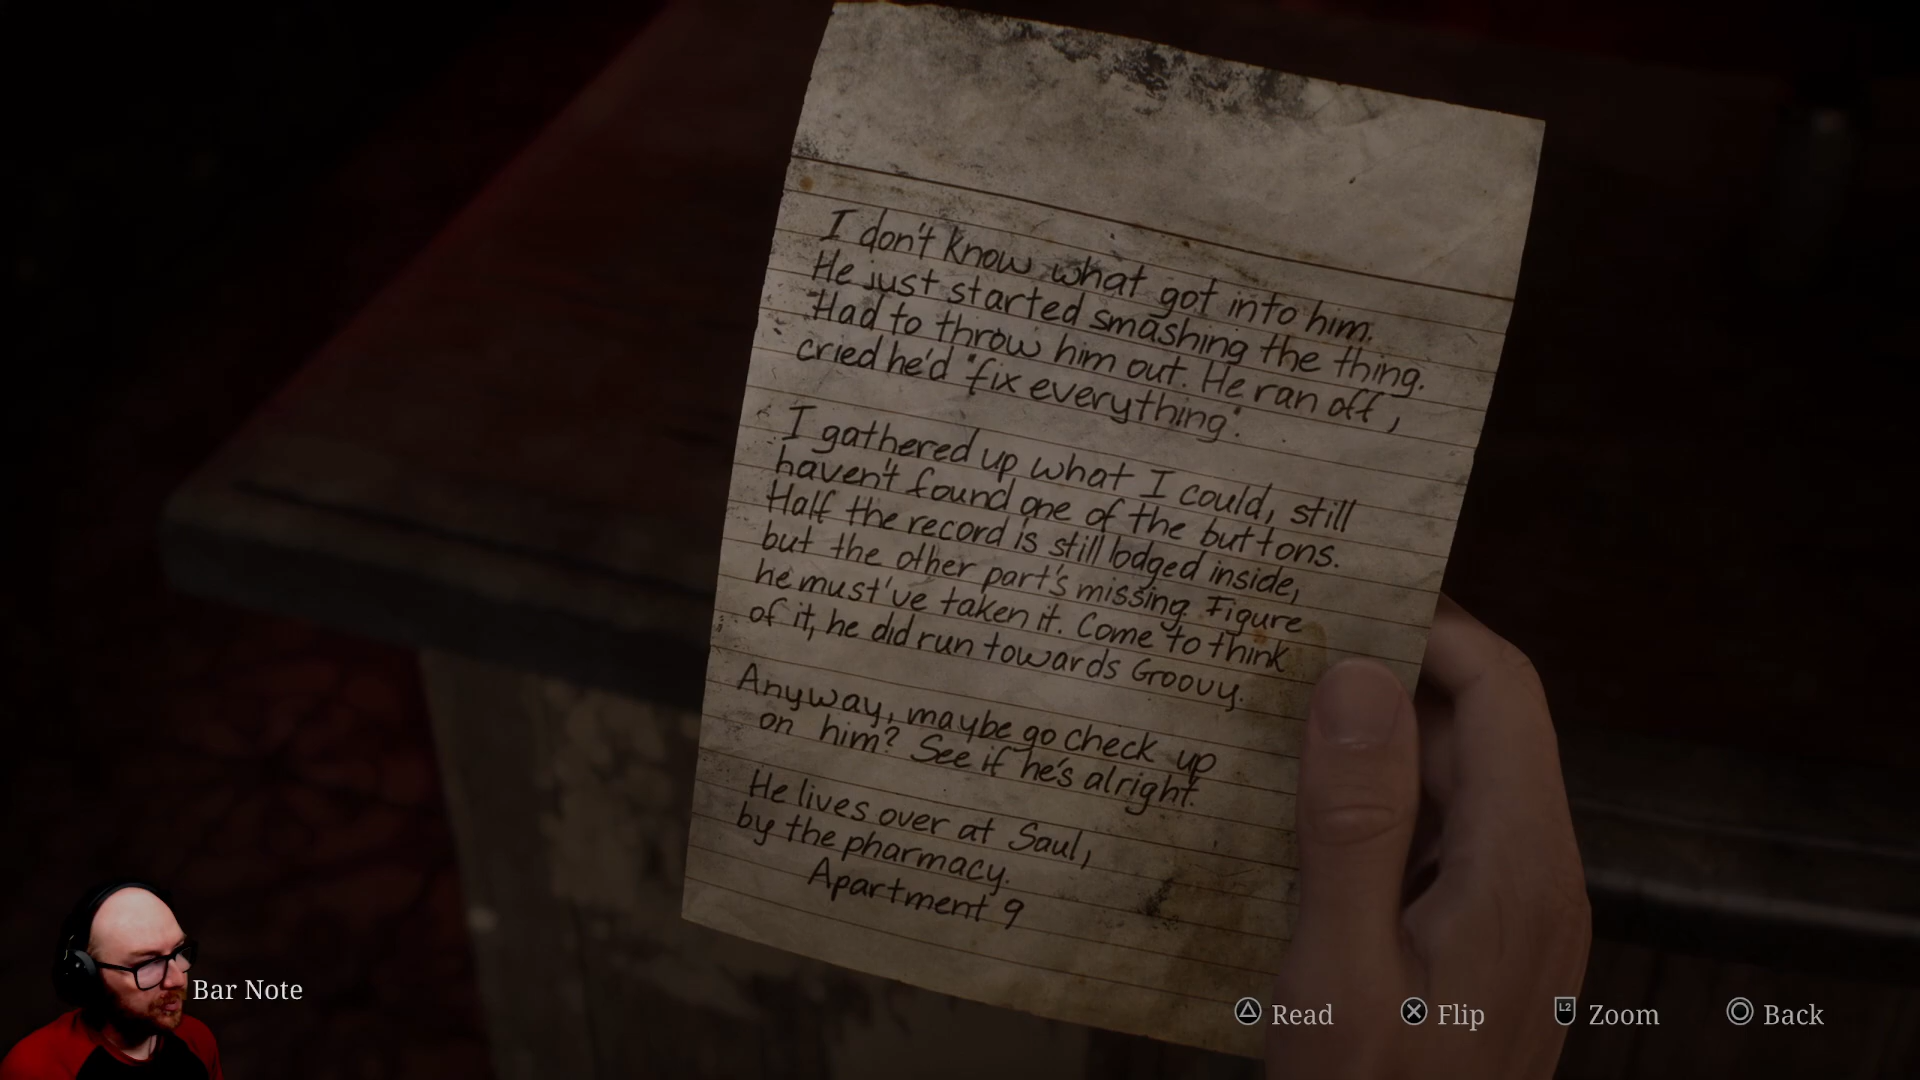 I don't know what got into him.
He just started smashing the thing.
Had to throw him out. He ran off,
cried he'd "fix everything".
I gathered up what I could, still
haven't found one of the buttons.
Half the record is still lodged inside,
but the other part's missing. Figure
he must've taken it. Come to think
of it, he did run towards Groovy.
Anyway, maybe go check up
on him? See if he's alright.
He lives over at Saul,
by the pharmacy.
Apartment 9
Bar Note
Read
Flip
L2 Zoom
Back